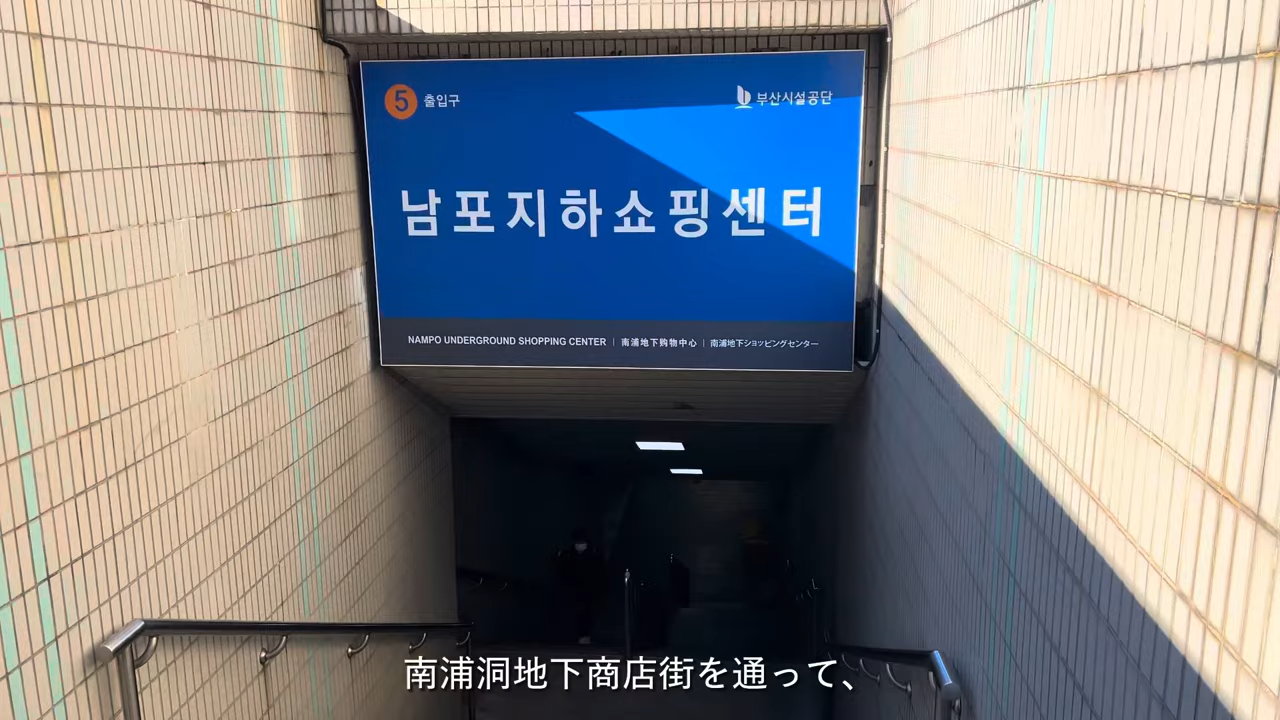 5 출입구
부산시설공단
남포지하쇼핑센터
NAMPO UNDERGROUND SHOPPING CENTER | 南浦地下购物中心 | 南浦地下ショッピングセンター
南浦洞地下商店街を通って、